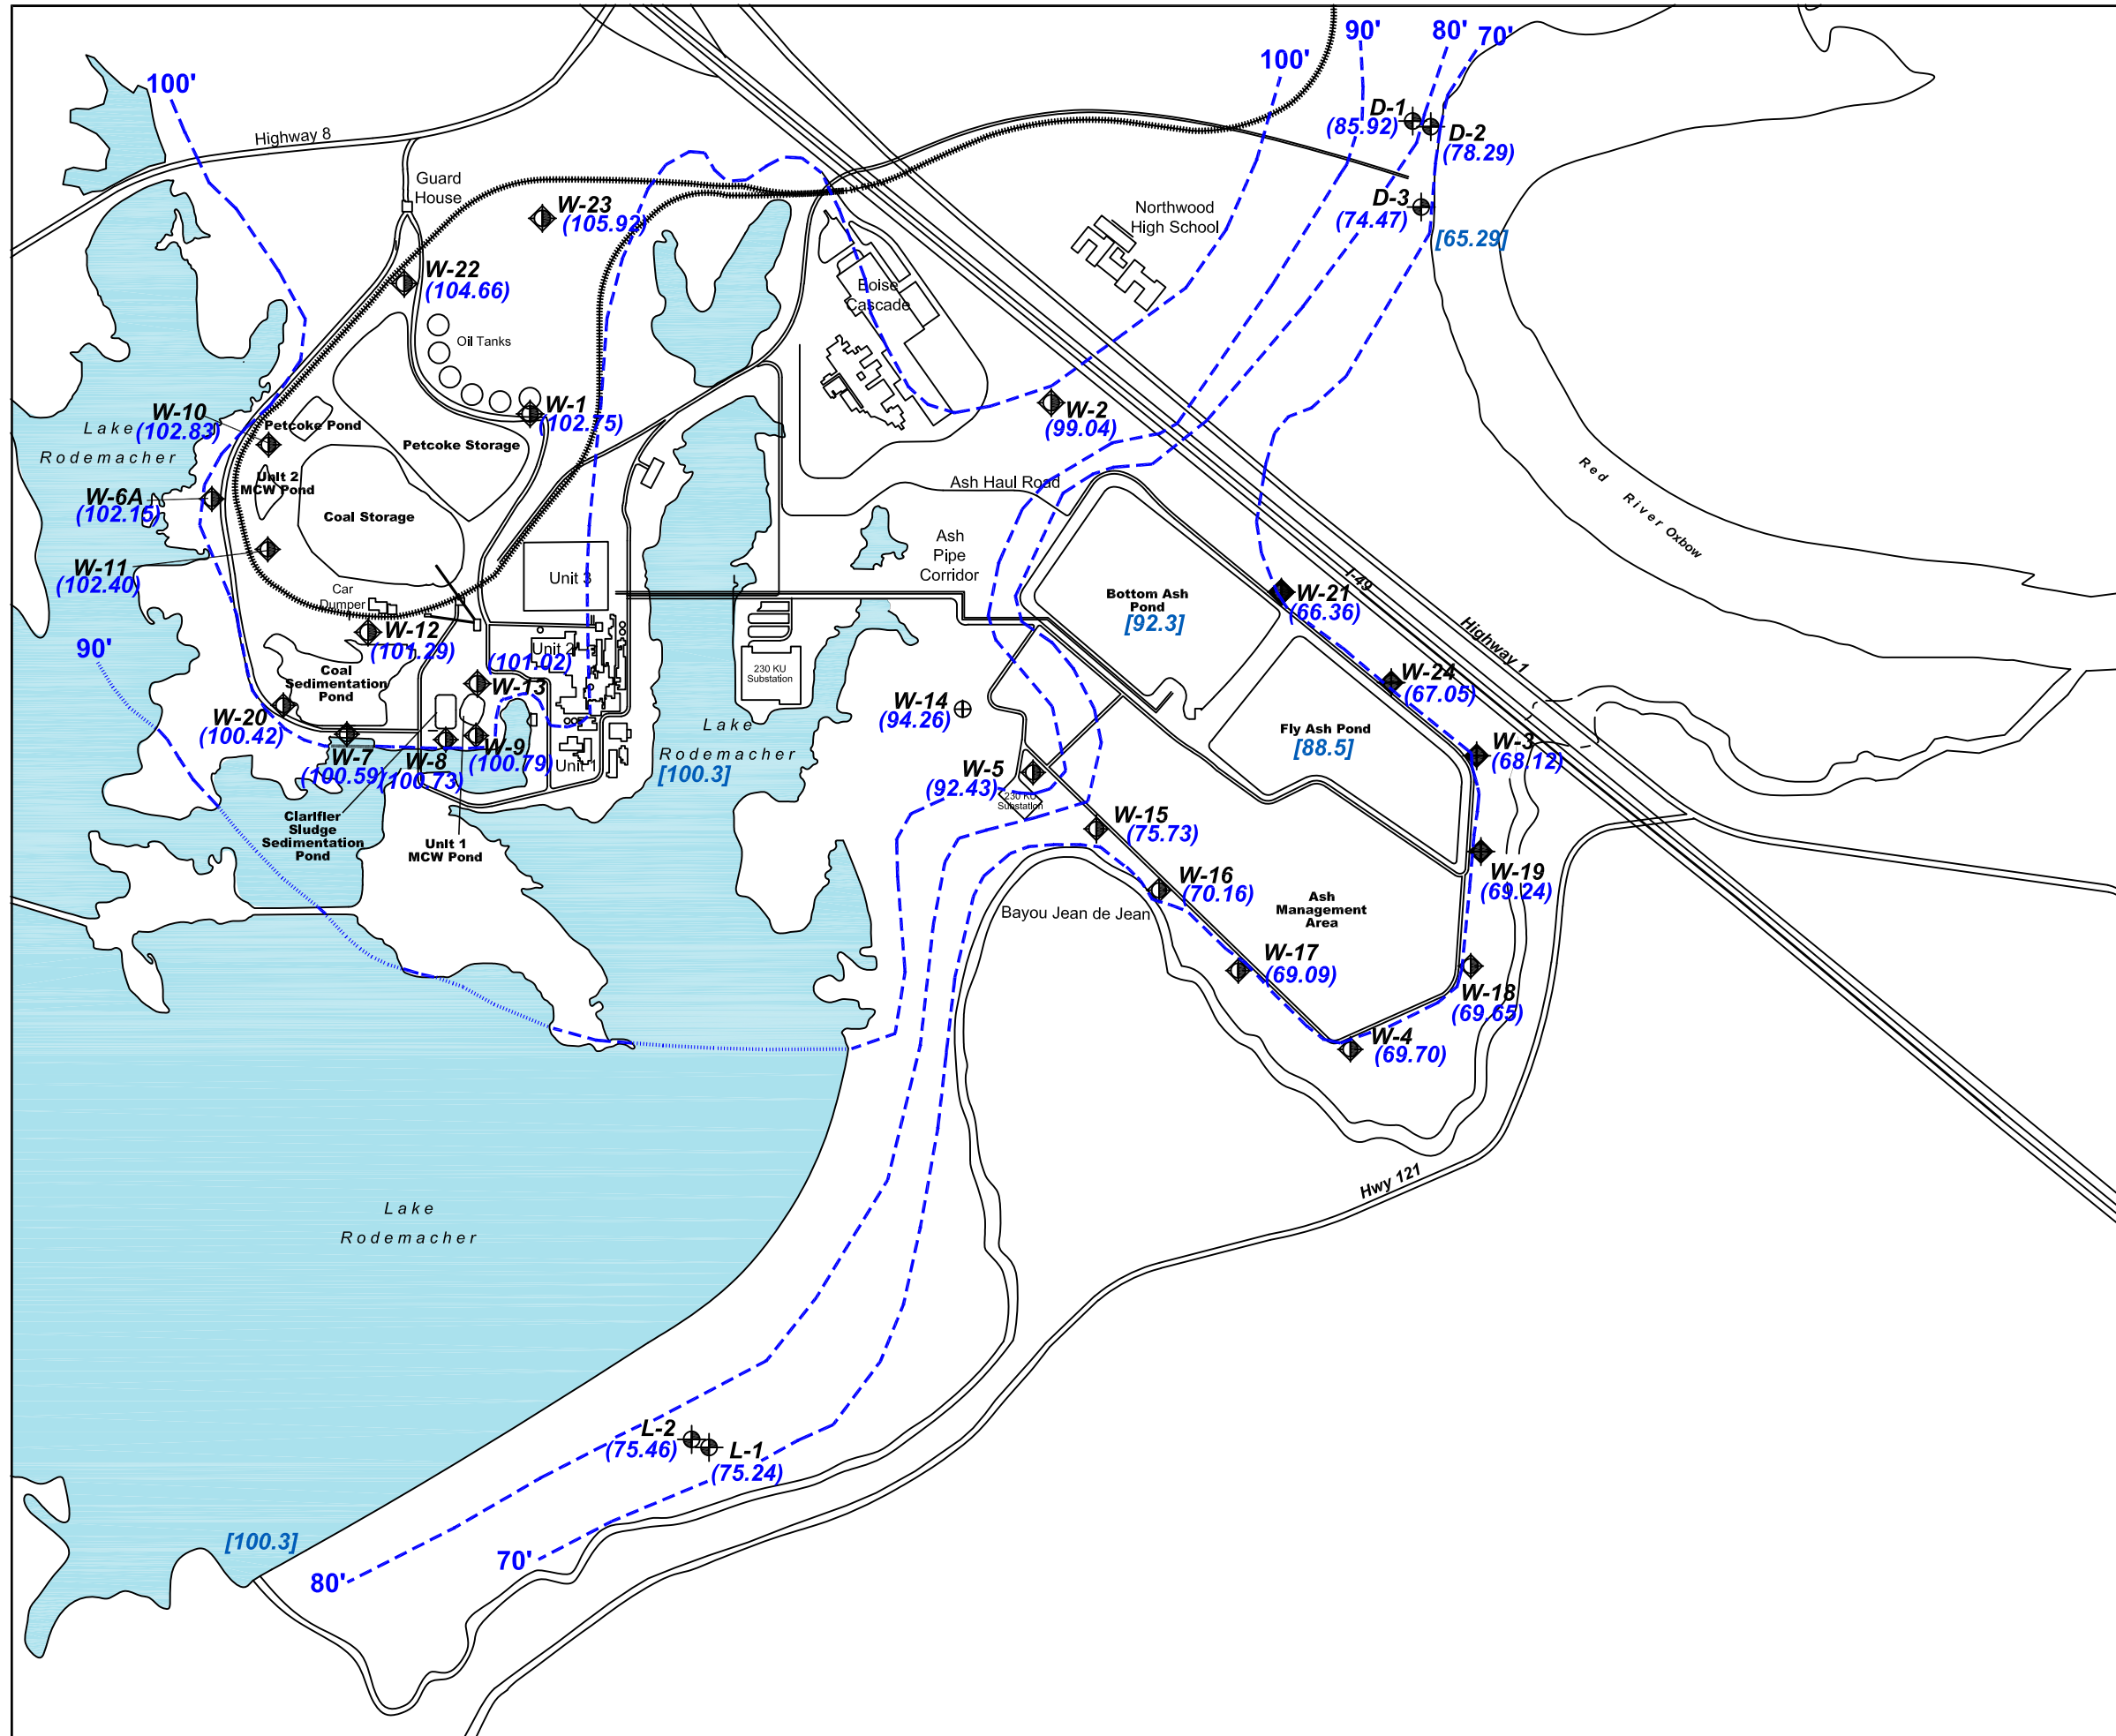 90'
80'
70'
100'
100'
D-1
(85.92)
D-2
(78.29)
Highway 8
Guard
House
W-23
(105.92)
D-3
(74.47)
[65.29]
Northwood
High School
W-22
(104.66)
Boise
Cascade
Oil Tanks
W-10
(102.83)
W-1
(102.75)
W-2
(99.04)
Lake
Rodemacher
Petcoke Pond
Petcoke Storage
Unit 2
MCW Pond
W-6A
(102.15)
Coal Storage
Ash Haul Road
Red River Oxbow
W-11
(102.40)
Ash
Pipe
Corridor
Unit 3
I-49
Car
Dumper
Bottom Ash
Pond
[92.3]
W-21
(66.36)
Highway 1
90'
W-12
(101.29)
Unit 2
(101.02)
W-13
230 KU
Substation
Coal
Sedimentation
Pond
W-24
(67.05)
W-14
(94.26)
W-20
(100.42)
Lake
Rodemacher
[100.3]
Fly Ash Pond
[88.5]
W-3
(68.12)
W-7
(100.59)
W-8
(100.73)
W-9
(100.79)
Unit 1
W-5
(92.43)
230 KU
Substation
Clarifier
Sludge
Sedimentation
Pond
Unit 1
MCW Pond
W-15
(75.73)
W-16
(70.16)
W-19
(69.24)
Ash
Management
Area
Bayou Jean de Jean
W-17
(69.09)
W-18
(69.65)
W-4
(69.70)
Hwy 121
Lake
Rodemacher
L-2
(75.46)
L-1
(75.24)
[100.3]
70'
80'